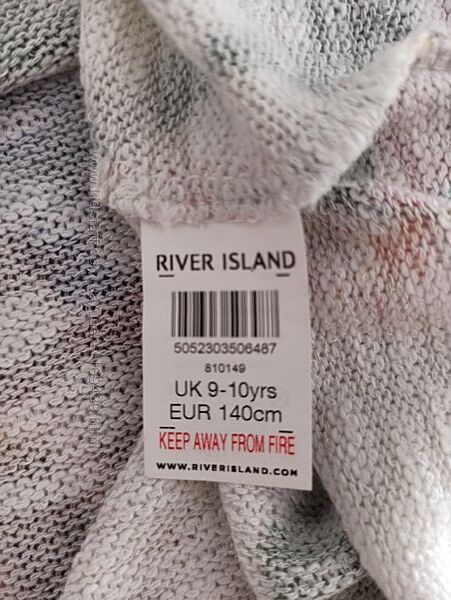 RIVER ISLAND
5052303506487
810149
UK 9-10yrs
EUR 140cm
KEEP AWAY FROM FIRE
WWW.RIVERISLAND.COM